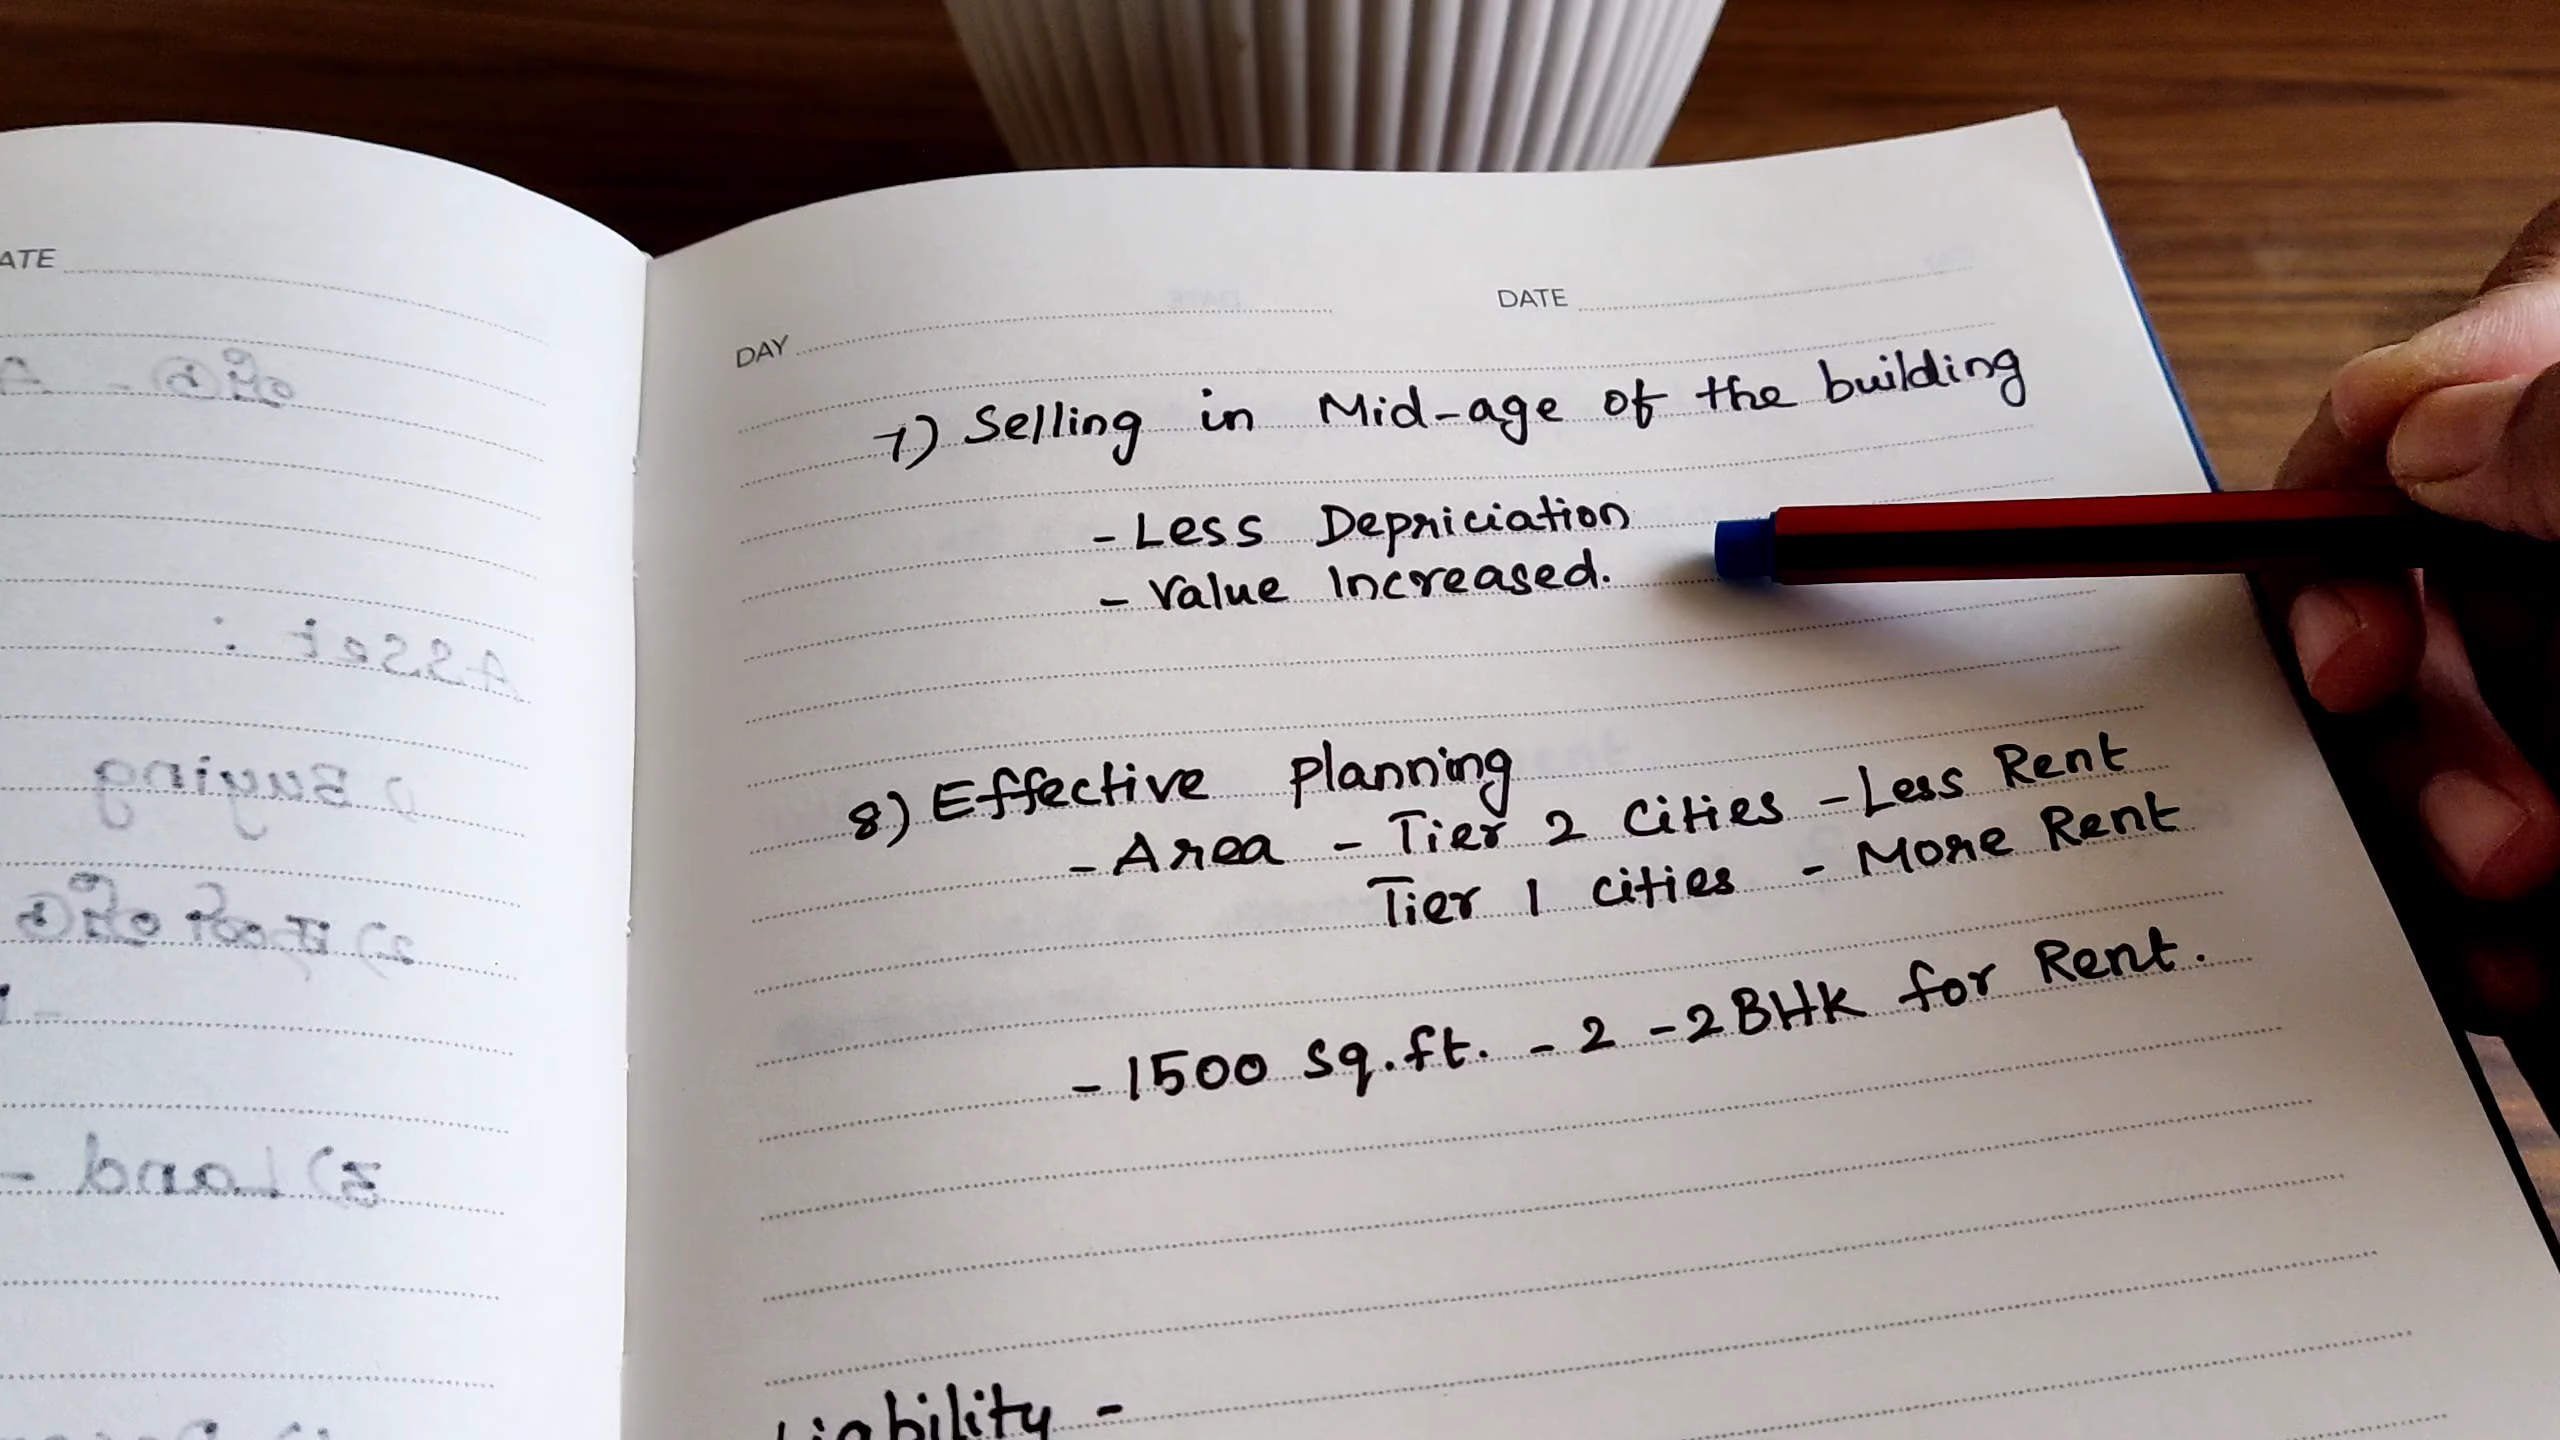 ATE
DAY
DATE
7) Selling in Mid-age of the building
- Less Depriciation
- Value Increased.
8) Effective planning
- Area - Tier 2 Cities - Less Rent
Tier 1 cities - More Rent
- 1500 sq.ft. - 2 - 2BHK for Rent.
Liability -